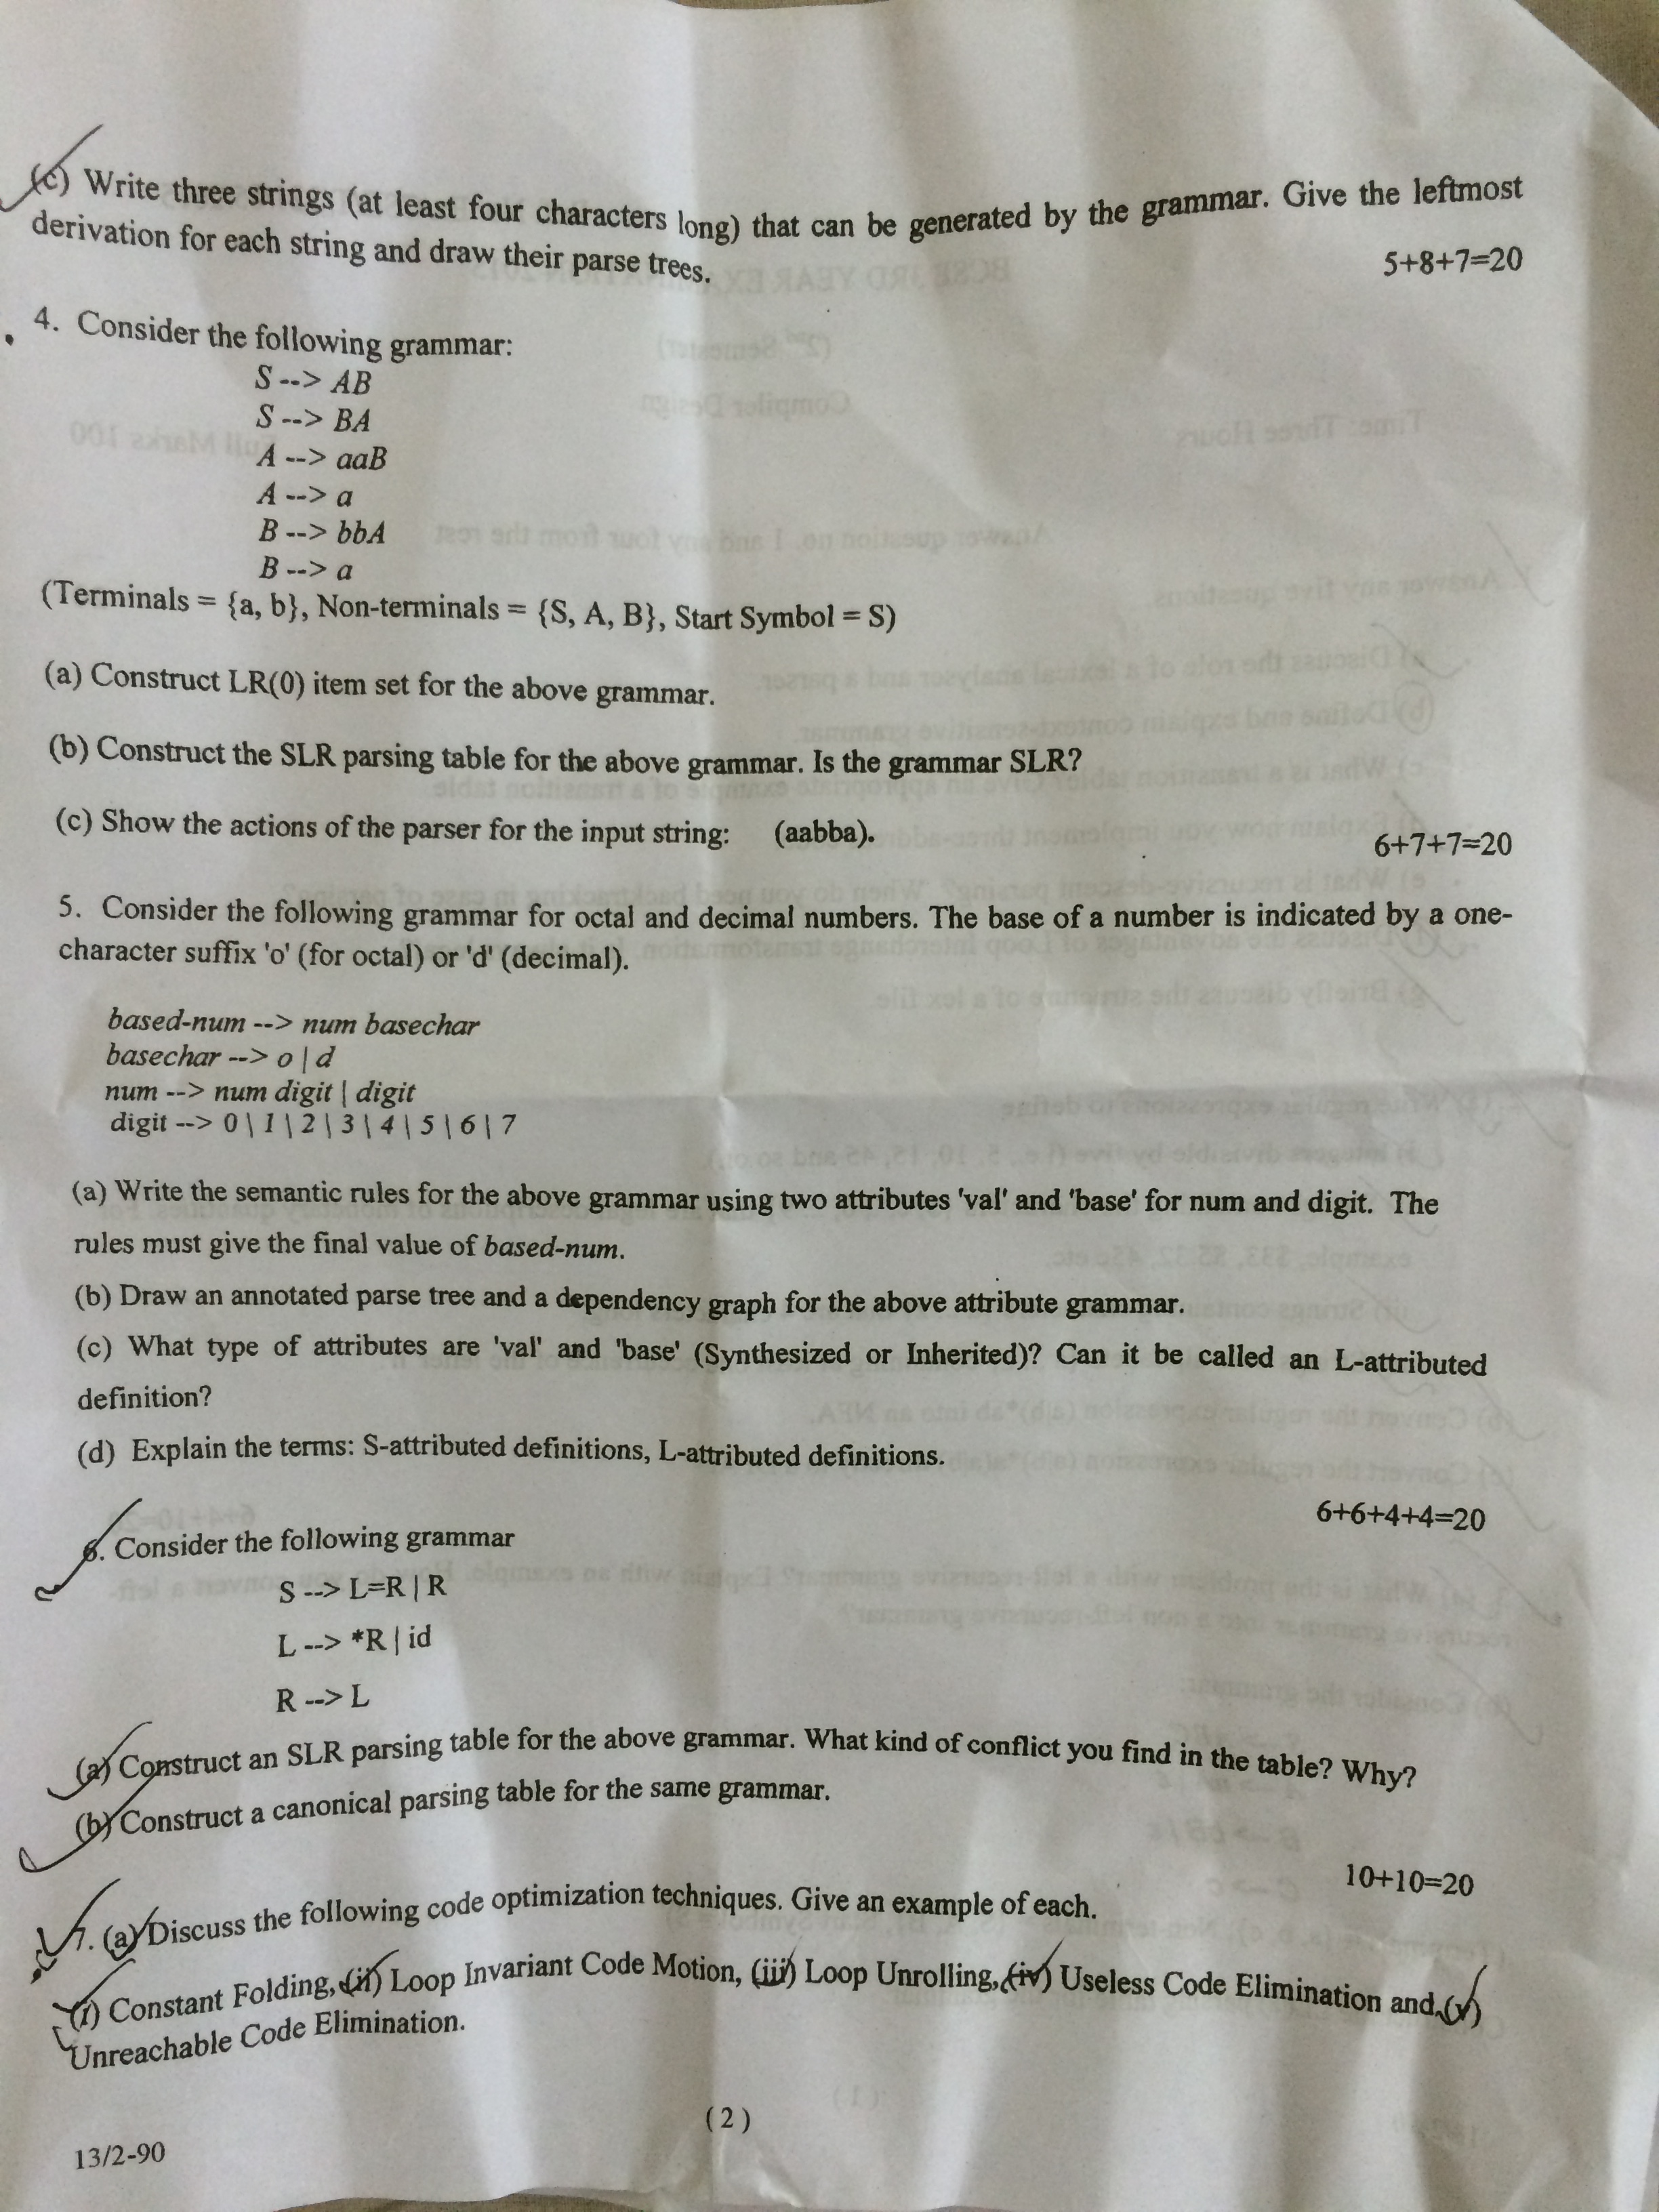 (c) Write three strings (at least four characters long) that can be generated by the grammar. Give the leftmost
derivation for each string and draw their parse trees.
5+8+7=20
4. Consider the following grammar:
S --> AB
S --> BA
A --> aaB
A --> a
B --> bbA
B --> a
(Terminals = {a, b}, Non-terminals = {S, A, B}, Start Symbol = S)
(a) Construct LR(0) item set for the above grammar.
(b) Construct the SLR parsing table for the above grammar. Is the grammar SLR?
(c) Show the actions of the parser for the input string: (aabba).
6+7+7=20
5. Consider the following grammar for octal and decimal numbers. The base of a number is indicated by a one-
character suffix 'o' (for octal) or 'd' (decimal).
based-num --> num basechar
basechar --> o | d
num --> num digit | digit
digit --> 0 \ 1 \ 2 \ 3 \ 4 \ 5 \ 6 \ 7
(a) Write the semantic rules for the above grammar using two attributes 'val' and 'base' for num and digit. The
rules must give the final value of based-num.
(b) Draw an annotated parse tree and a dependency graph for the above attribute grammar.
(c) What type of attributes are 'val' and 'base' (Synthesized or Inherited)? Can it be called an L-attributed
definition?
(d) Explain the terms: S-attributed definitions, L-attributed definitions.
6+6+4+4=20
6. Consider the following grammar
S --> L=R | R
L --> *R | id
R --> L
(a) Construct an SLR parsing table for the above grammar. What kind of conflict you find in the table? Why?
(b) Construct a canonical parsing table for the same grammar.
10+10=20
7. (a) Discuss the following code optimization techniques. Give an example of each.
(i) Constant Folding, (ii) Loop Invariant Code Motion, (iii) Loop Unrolling, (iv) Useless Code Elimination and (v)
Unreachable Code Elimination.
( 2 )
13/2-90